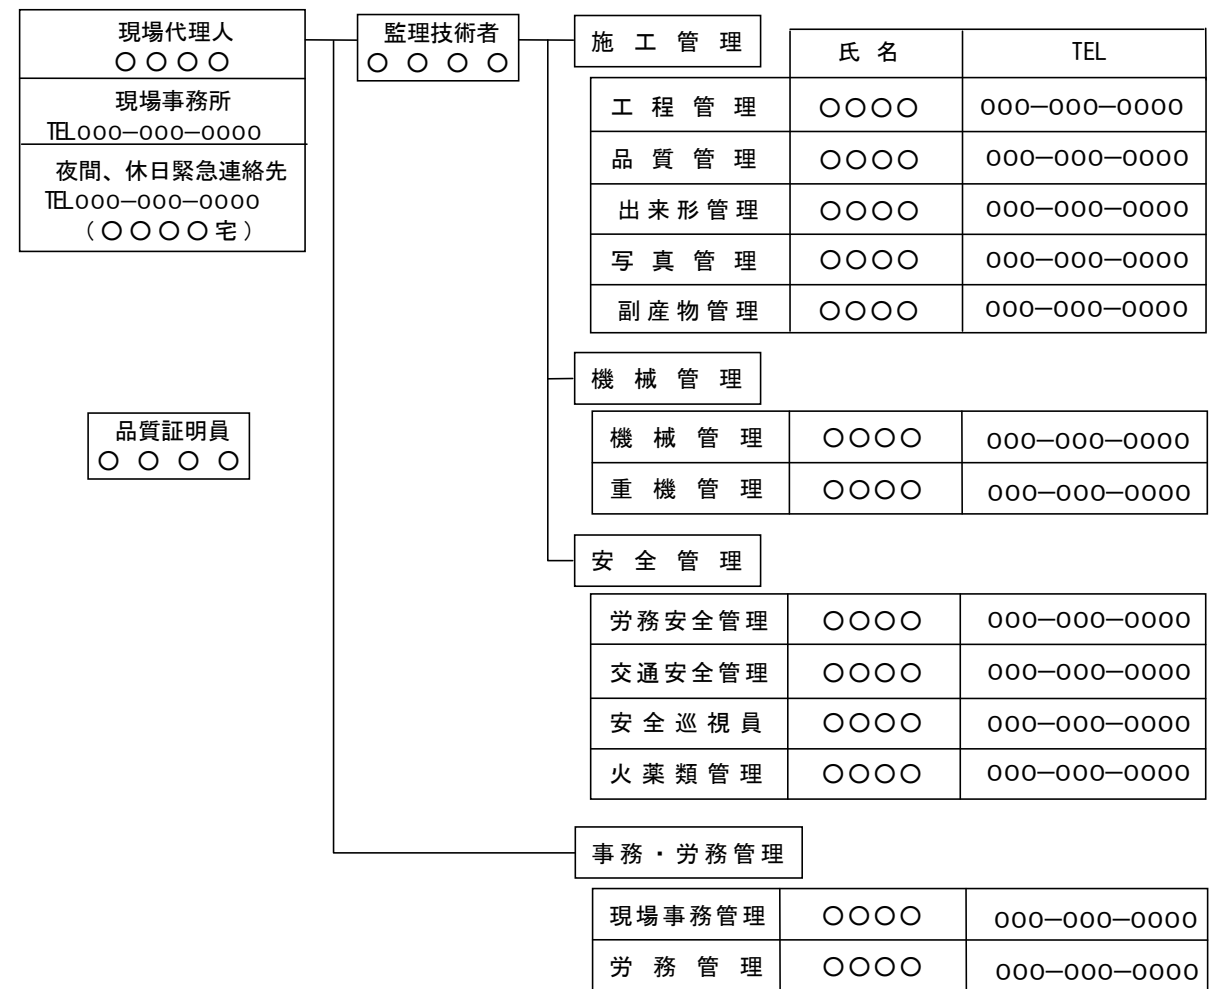 現場代理人
〇〇〇〇
現場事務所
TEL000-000-0000
夜間、休日緊急連絡先
TEL000-000-0000
(〇〇〇〇宅)
監理技術者
〇 〇 〇 〇
品質証明員
〇 〇 〇 〇
施 工 管 理
氏 名 TEL
工 程 管 理 〇〇〇〇 000-000-0000
品 質 管 理 〇〇〇〇 000-000-0000
出来形管理 〇〇〇〇 000-000-0000
写 真 管 理 〇〇〇〇 000-000-0000
副産物管理 〇〇〇〇 000-000-0000
機 械 管 理
機 械 管 理 〇〇〇〇 000-000-0000
重 機 管 理 〇〇〇〇 000-000-0000
安 全 管 理
労務安全管理 〇〇〇〇 000-000-0000
交通安全管理 〇〇〇〇 000-000-0000
安全巡視員 〇〇〇〇 000-000-0000
火薬類管理 〇〇〇〇 000-000-0000
事務・労務管理
現場事務管理 〇〇〇〇 000-000-0000
労 務 管 理 〇〇〇〇 000-000-0000